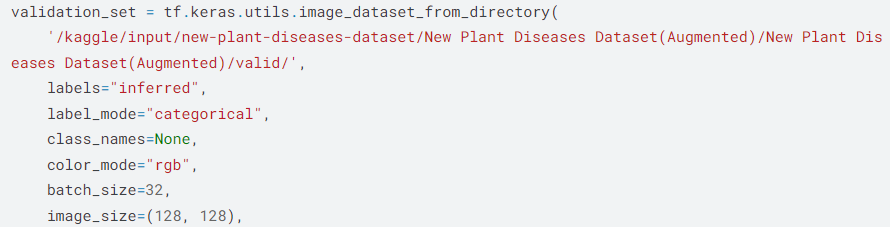 validation_set = tf.keras.utils.image_dataset_from_directory(
    '/kaggle/input/new-plant-diseases-dataset/New Plant Diseases Dataset(Augmented)/New Plant Dis
eases Dataset(Augmented)/valid/',
    labels="inferred",
    label_mode="categorical",
    class_names=None,
    color_mode="rgb",
    batch_size=32,
    image_size=(128, 128),